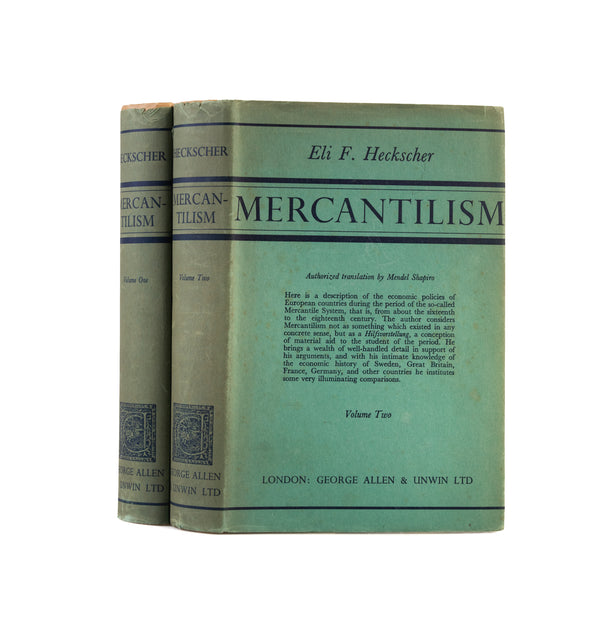 HECKSCHER
MERCAN-
TILISM
Volume One
GEORGE ALLEN
UNWIN LTD
HECKSCHER
MERCAN-
TILISM
Volume Two
GEORGE ALLEN
UNWIN LTD
Eli F. Heckscher
MERCANTILISM
Authorized translation by Mendel Shapiro
Here is a description of the economic policies of
European countries during the period of the so-called
Mercantile System, that is, from about the sixteenth
to the eighteenth century. The author considers
Mercantilism not as something which existed in any
concrete sense, but as a Hilfsvorstellung, a conception
of material aid to the student of the period. He
brings a wealth of well-handled detail in support of
his arguments, and with his intimate knowledge of
the economic history of Sweden, Great Britain,
France, Germany, and other countries he institutes
some very illuminating comparisons.
Volume Two
LONDON: GEORGE ALLEN & UNWIN LTD